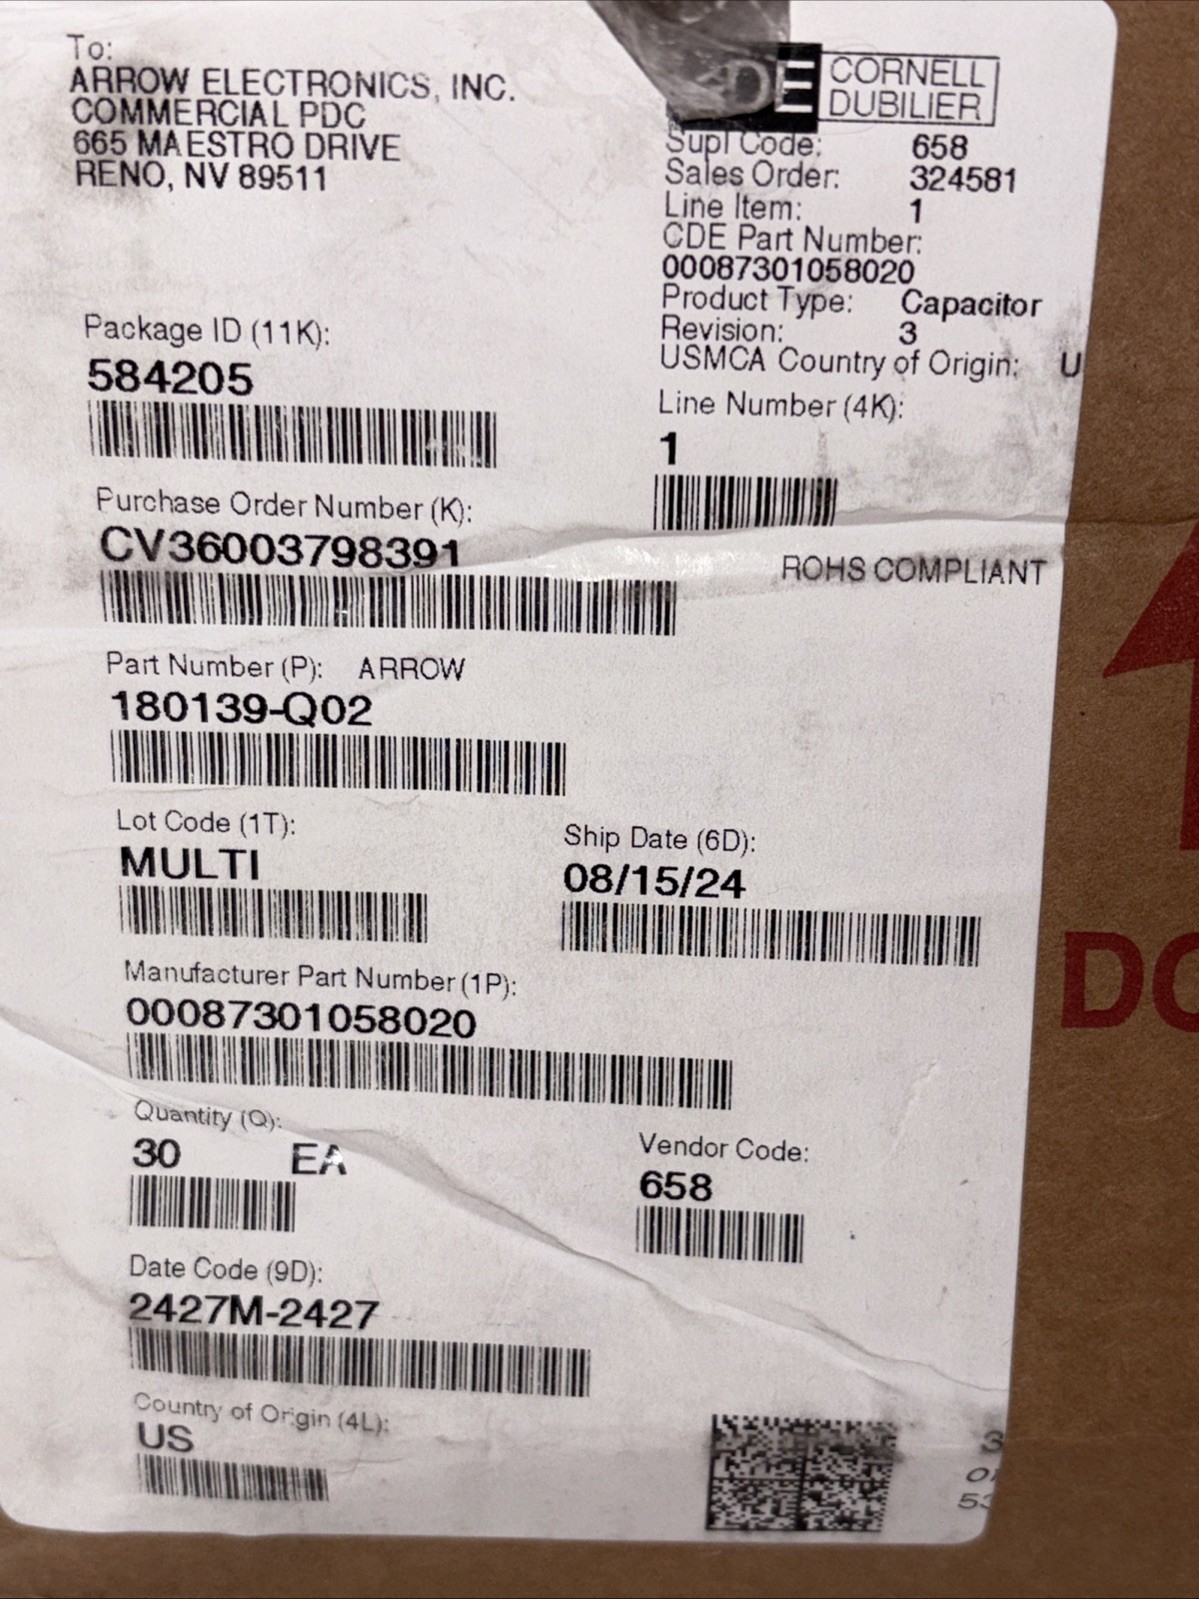 To:
ARROW ELECTRONICS, INC.
COMMERCIAL PDC
665 MAESTRO DRIVE
RENO, NV 89511
DE
CORNELL
DUBILIER
Supl Code: 658
Sales Order: 324581
Line Item: 1
CDE Part Number:
00087301058020
Product Type: Capacitor
Revision: 3
USMCA Country of Origin: U
Line Number (4K):
1
Package ID (11K):
584205
Purchase Order Number (K):
CV36003798391
ROHS COMPLIANT
Part Number (P): ARROW
180139-Q02
Lot Code (1T):
MULTI
Ship Date (6D):
08/15/24
Manufacturer Part Number (1P):
00087301058020
Quantity (Q):
30 EA
Vendor Code:
658
Date Code (9D):
2427M-2427
Country of Origin (4L):
US
3
53
DO